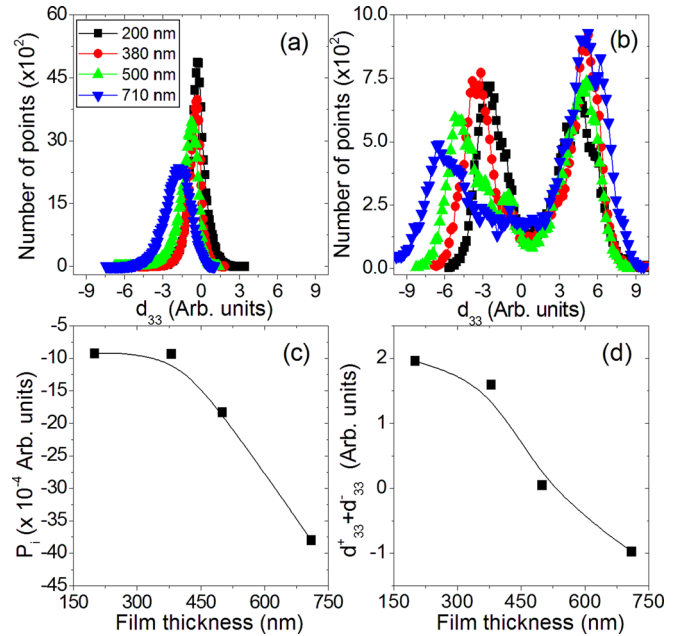 (a)
200 nm
380 nm
500 nm
710 nm
Number of points (x10²)
60
45
30
15
0
-9 -6 -3 0 3 6 9
d₃₃ (Arb. units)
(b)
Number of points (x10²)
10.0
7.5
5.0
2.5
0.0
-9 -6 -3 0 3 6 9
d₃₃ (Arb. units)
(c)
P_i (x 10⁻⁴ Arb. units)
-5
-10
-15
-20
-25
-30
-35
-40
-45
150 300 450 600 750
Film thickness (nm)
(d)
d⁺₃₃+d⁻₃₃ (Arb. units)
2
1
0
-1
150 300 450 600 750
Film thickness (nm)